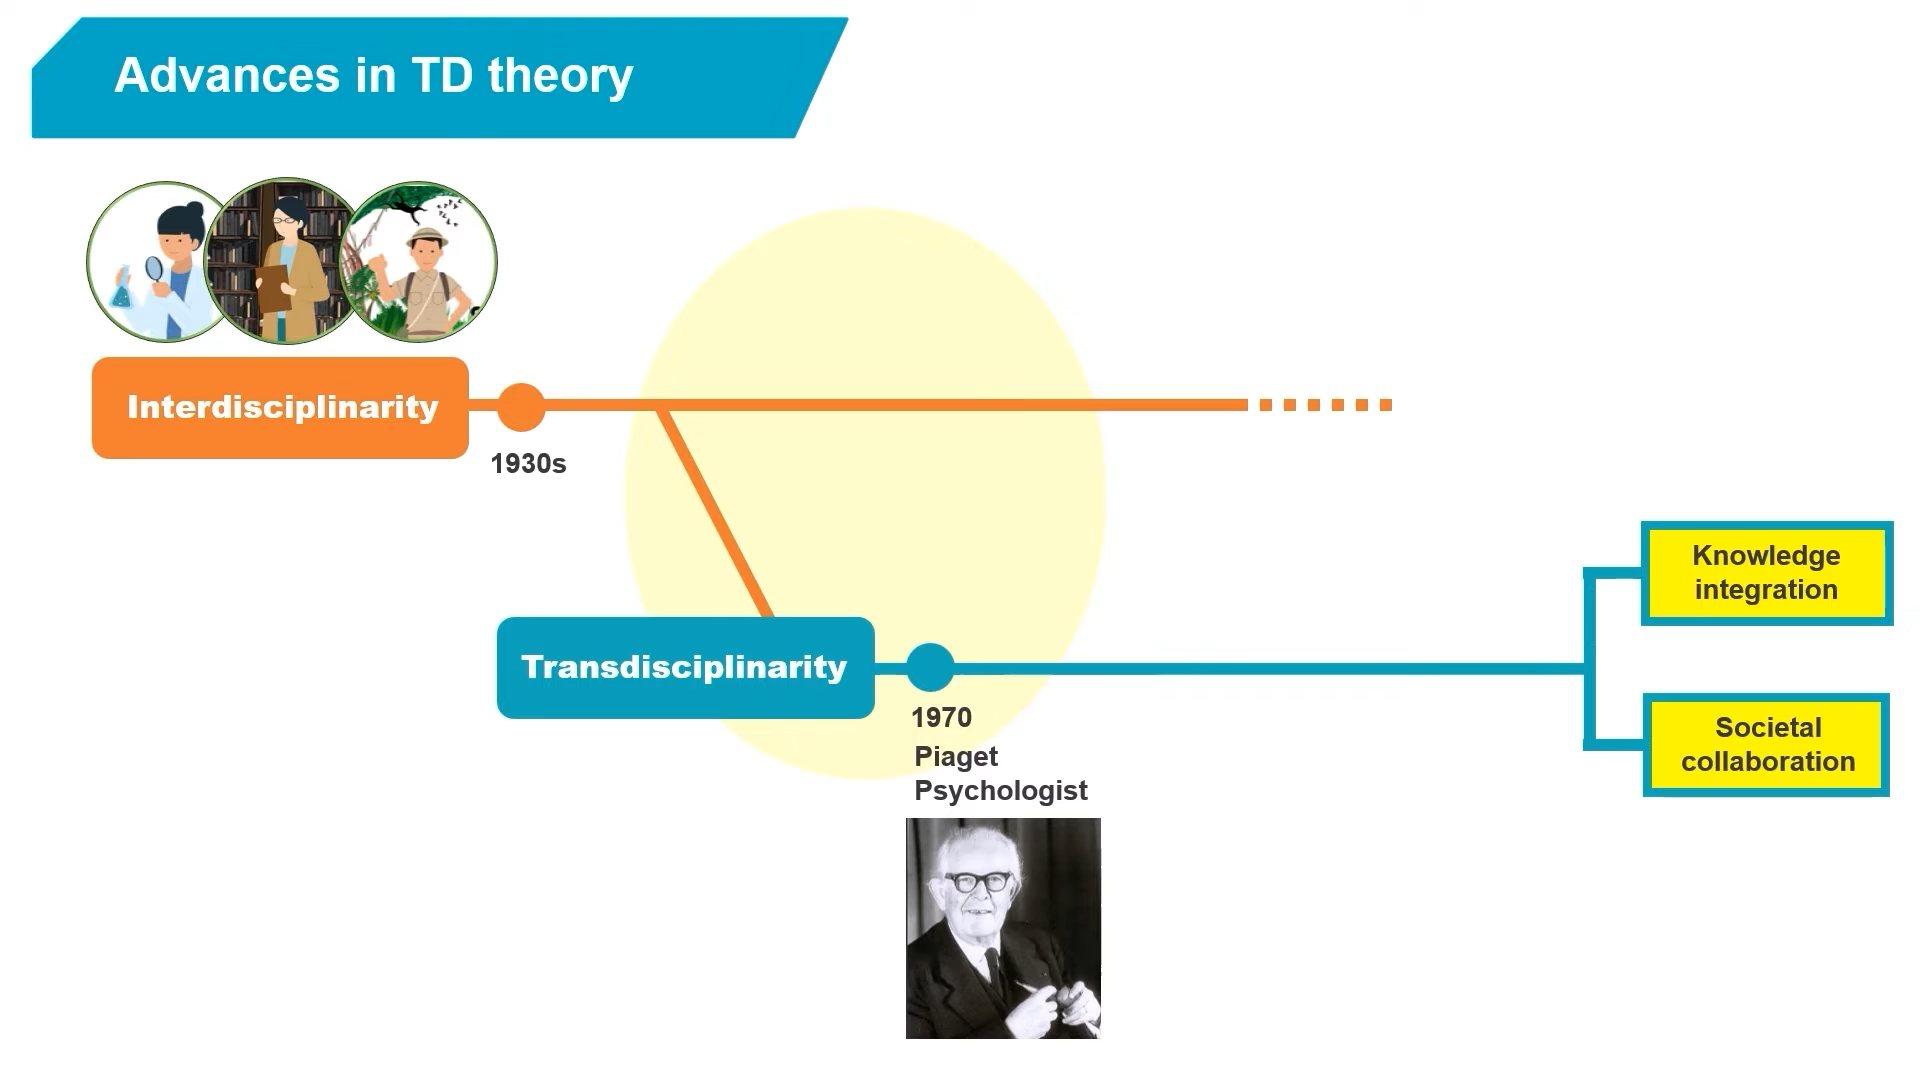 Advances in TD theory
Interdisciplinarity
1930s
Knowledge
integration
Transdisciplinarity
1970
Piaget
Psychologist
Societal
collaboration